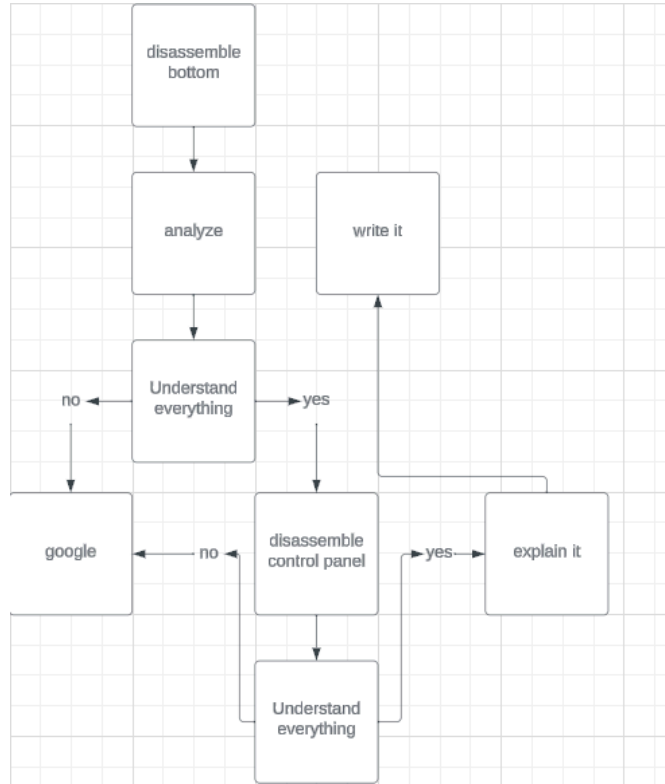 disassemble
bottom
analyze
write it
Understand
everything
no
yes
google
no
disassemble
control panel
yes
explain it
Understand
everything